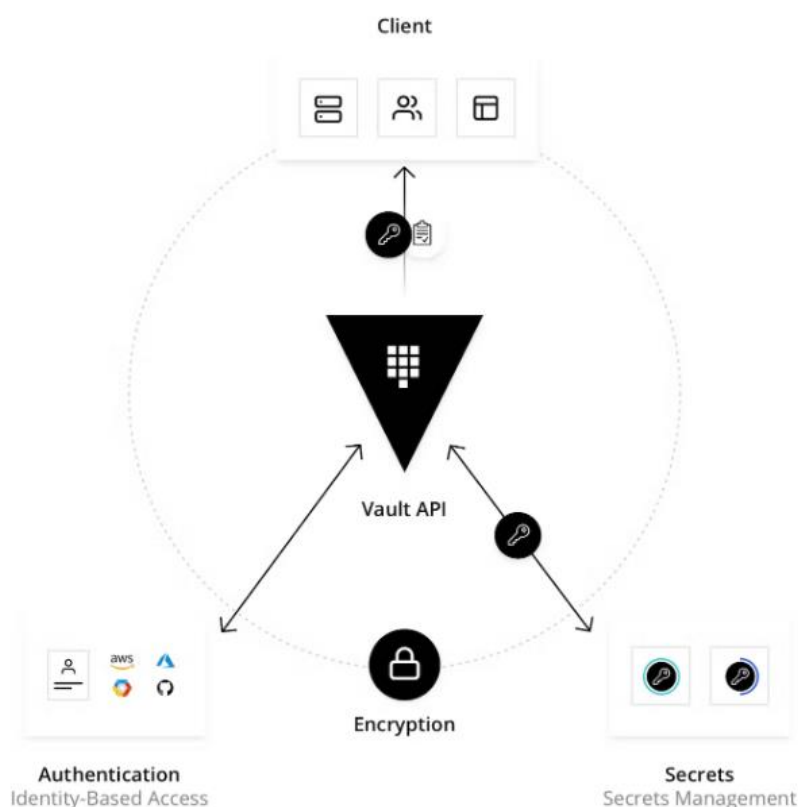 Client
Vault API
aws
Encryption
Authentication
Identity-Based Access
Secrets
Secrets Management